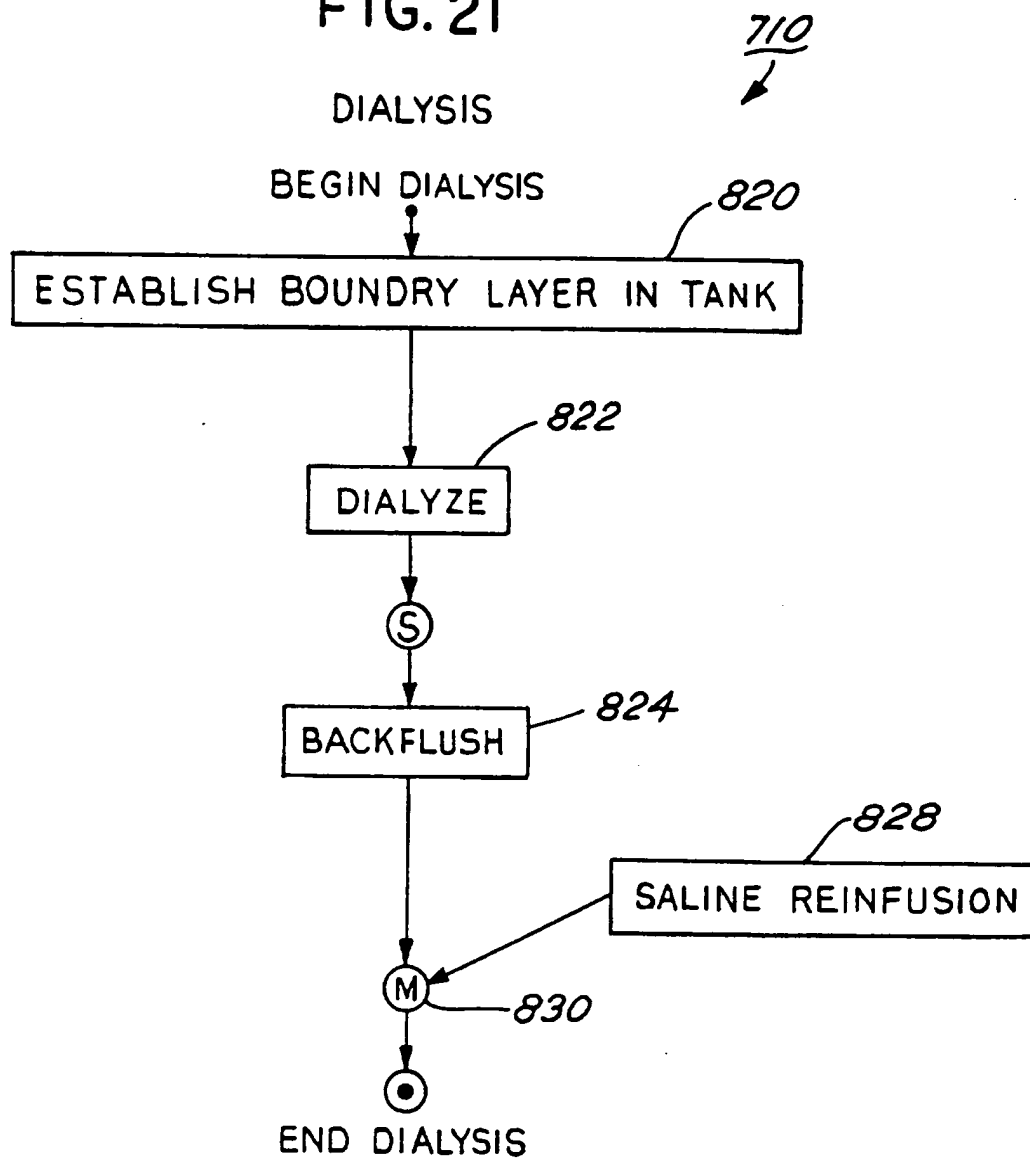 FIG. 21
710
DIALYSIS
BEGIN DIALYSIS
820
ESTABLISH BOUNDRY LAYER IN TANK
822
DIALYZE
S
824
BACKFLUSH
828
SALINE REINFUSION
M
830
END DIALYSIS